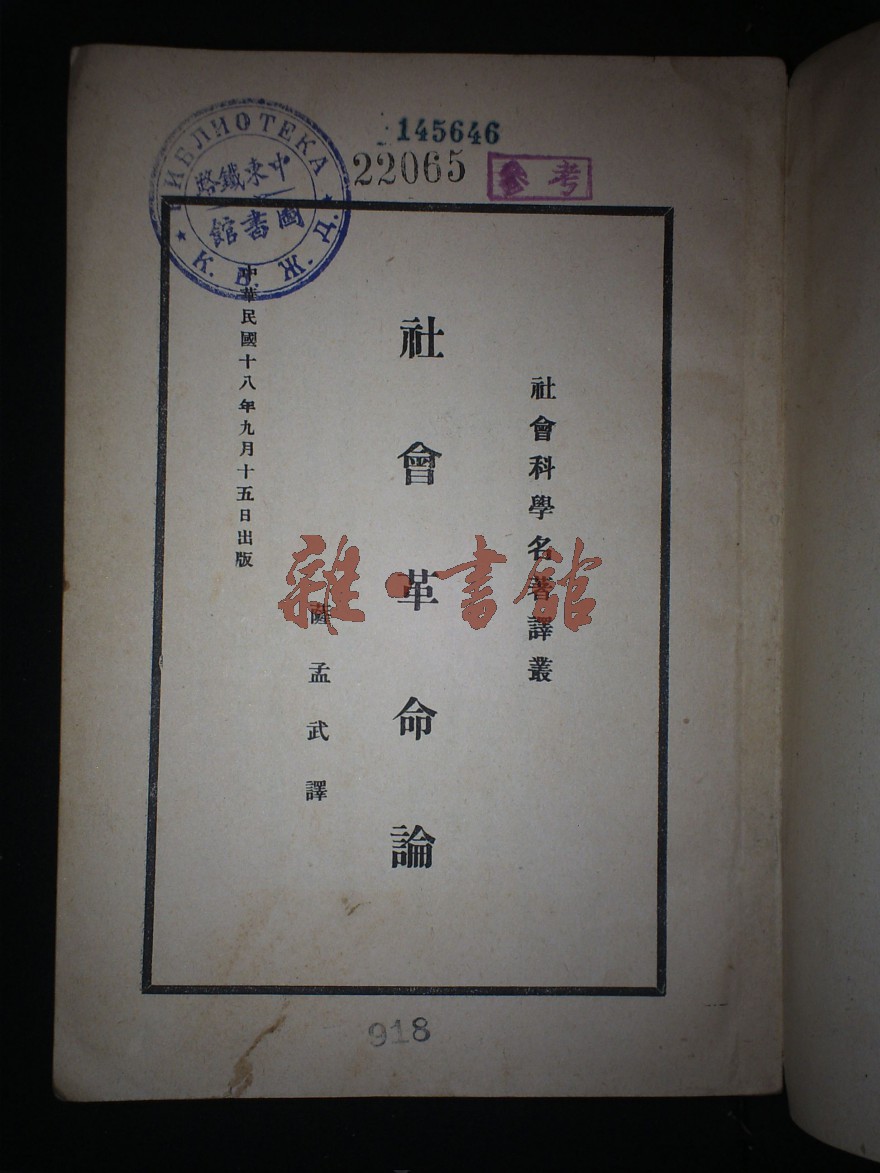 145646
22065
參考
БИБЛИОТЕКА
К. В. Ж. Д.
中東鐵路
圖書館
社會科學名著譯叢
社會革命論
薩孟武譯
中華民國十八年九月十五日出版
雜·書館
918